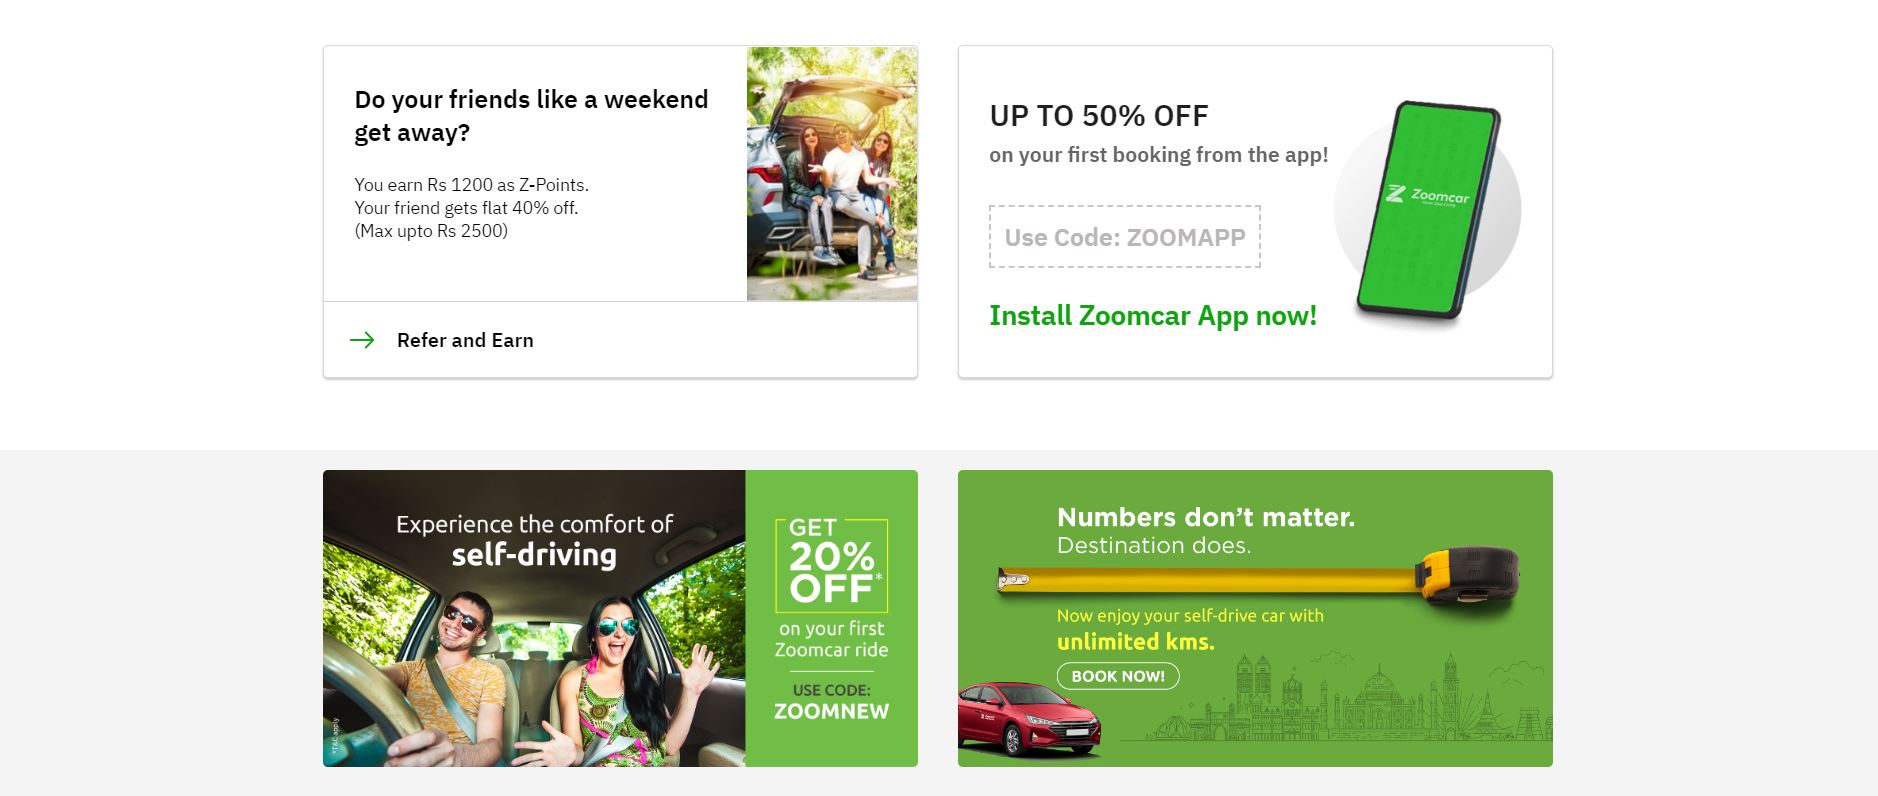 Do your friends like a weekend
get away?
You earn Rs 1200 as Z-Points.
Your friend gets flat 40% off.
(Max upto Rs 2500)
Refer and Earn
UP TO 50% OFF
on your first booking from the app!
Use Code: ZOOMAPP
Install Zoomcar App now!
Zoomcar
Experience the comfort of
self-driving
*T&C apply
GET
20%
OFF*
on your first
Zoomcar ride
USE CODE:
ZOOMNEW
Numbers don't matter.
Destination does.
Now enjoy your self-drive car with
unlimited kms.
BOOK NOW!